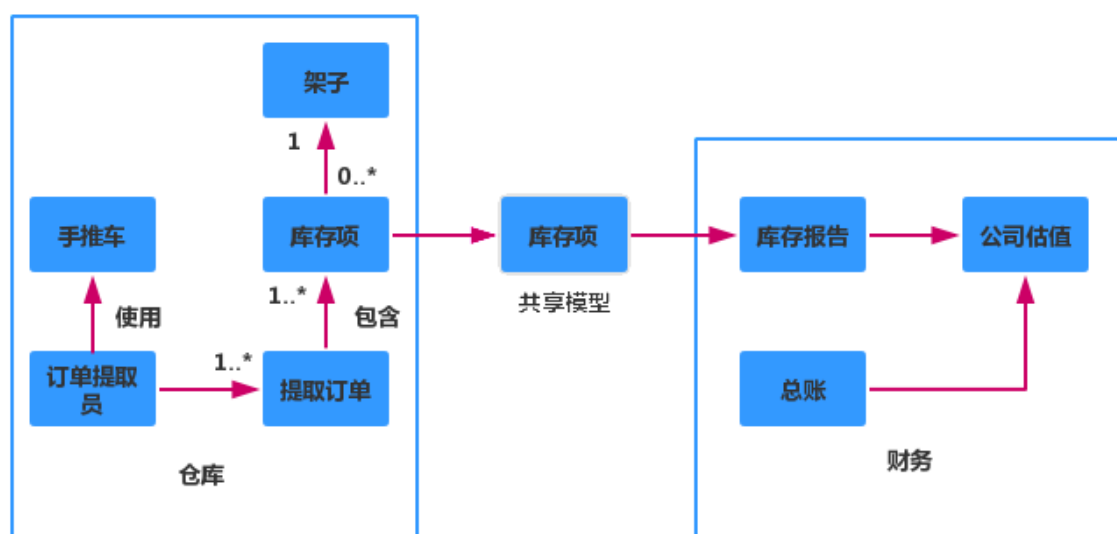 架子
1
0..*
手推车
库存项
库存项
库存报告
公司估值
共享模型
1..*
使用
包含
1..*
订单提取
员
提取订单
总账
仓库
财务